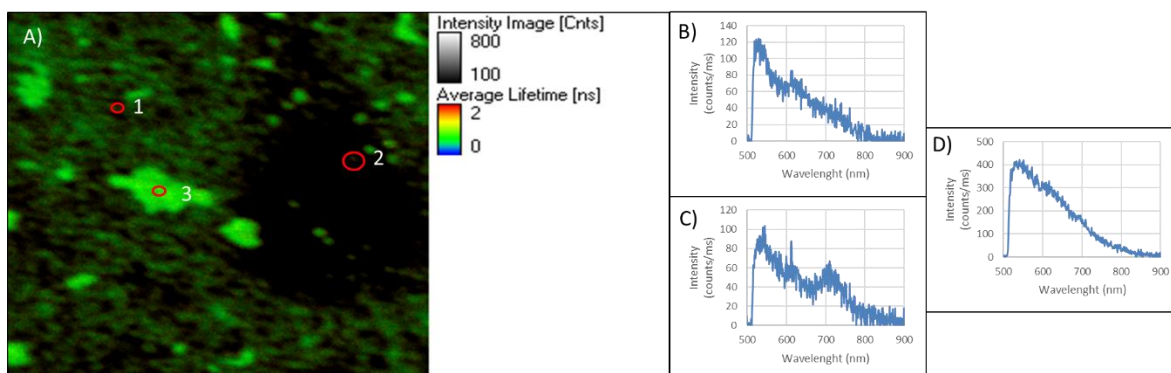 A)
1
2
3
Intensity Image [Cnts]
800
100
Average Lifetime [ns]
2
0
B)
Intensity
(counts/ms)
140
120
100
80
60
40
20
0
500 600 700 800 900
Wavelenght (nm)
C)
Intensity
(counts/ms)
120
100
80
60
40
20
0
500 600 700 800 900
Wavelenght (nm)
D)
Intensity
(counts/ms)
500
400
300
200
100
0
500 600 700 800 900
Wavelenght (nm)